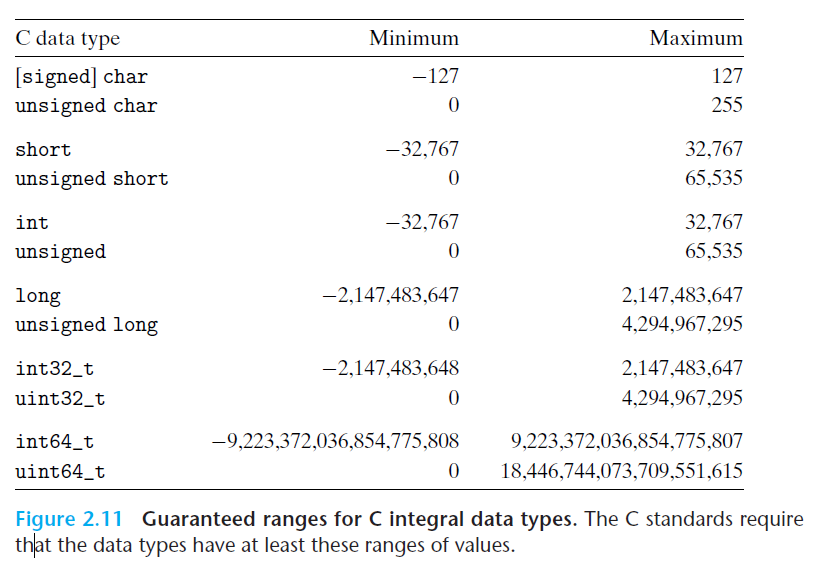 C data type Minimum Maximum
[signed] char −127 127
unsigned char 0 255
short −32,767 32,767
unsigned short 0 65,535
int −32,767 32,767
unsigned 0 65,535
long −2,147,483,647 2,147,483,647
unsigned long 0 4,294,967,295
int32_t −2,147,483,648 2,147,483,647
uint32_t 0 4,294,967,295
int64_t −9,223,372,036,854,775,808 9,223,372,036,854,775,807
uint64_t 0 18,446,744,073,709,551,615
Figure 2.11 Guaranteed ranges for C integral data types. The C standards require
that the data types have at least these ranges of values.